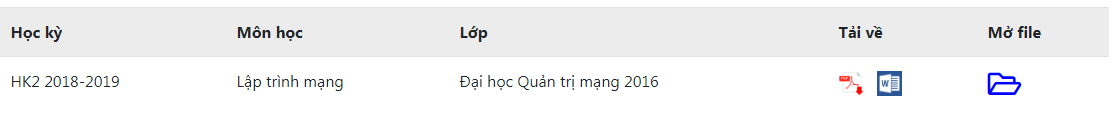 Học kỳ Môn học Lớp Tải về Mở file
HK2 2018-2019 Lập trình mạng Đại học Quản trị mạng 2016